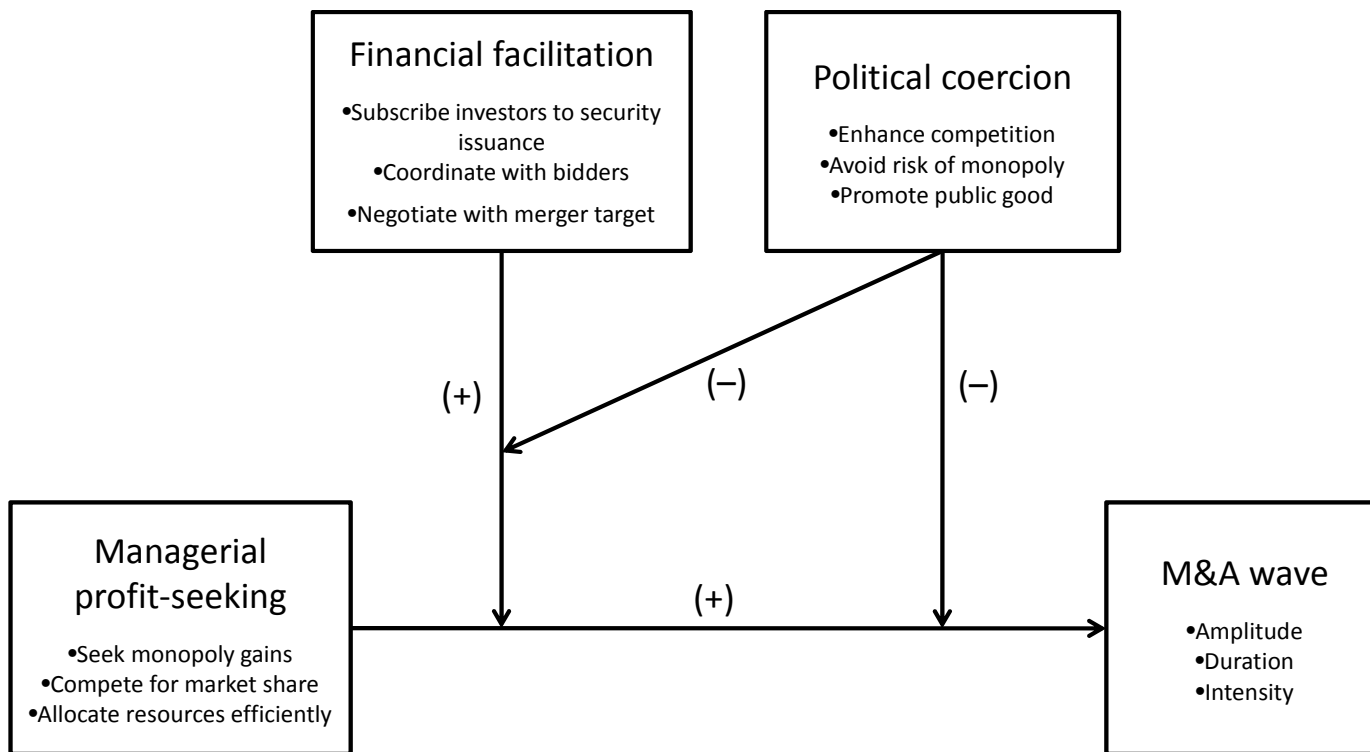 Financial facilitation
•Subscribe investors to security
issuance
•Coordinate with bidders
•Negotiate with merger target
Political coercion
•Enhance competition
•Avoid risk of monopoly
•Promote public good
(+)
(–)
(–)
Managerial
profit-seeking
•Seek monopoly gains
•Compete for market share
•Allocate resources efficiently
(+)
M&A wave
•Amplitude
•Duration
•Intensity